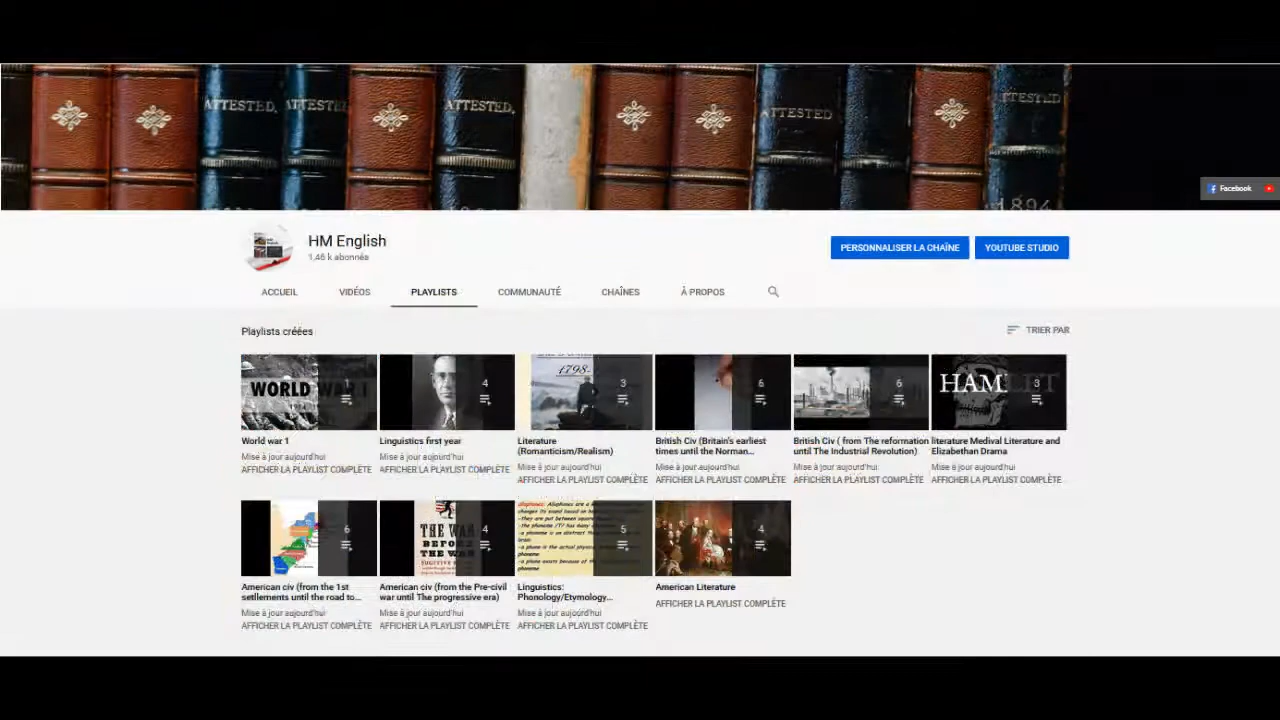 ATTESTED, ATTESTED ATTESTED, ATTESTED ATTESTED
1894
Facebook
HM English
1,46 k abonnés
PERSONNALISER LA CHAÎNE
YOUTUBE STUDIO
ACCUEIL VIDÉOS PLAYLISTS COMMUNAUTÉ CHAÎNES À PROPOS
Playlists créées
TRIER PAR
WORLD WAR I
4
1798-
3
6
6
HAMLET
3
World war 1
Mise à jour aujourd'hui
AFFICHER LA PLAYLIST COMPLÈTE
Linguistics first year
Mise à jour aujourd'hui
AFFICHER LA PLAYLIST COMPLÈTE
Literature
(Romanticism/Realism)
Mise à jour aujourd'hui
AFFICHER LA PLAYLIST COMPLÈTE
British Civ (Britain's earliest
times until the Norman...
Mise à jour aujourd'hui
AFFICHER LA PLAYLIST COMPLÈTE
British Civ ( from The reformation
until The Industrial Revolution)
Mise à jour aujourd'hui
AFFICHER LA PLAYLIST COMPLÈTE
literature Medival Literature and
Elizabethan Drama
Mise à jour aujourd'hui
AFFICHER LA PLAYLIST COMPLÈTE
6
THE WAR
BEFORE
THE WAR
4
5
4
American civ (from the 1st
setllements until the road to...
Mise à jour aujourd'hui
AFFICHER LA PLAYLIST COMPLÈTE
American civ (from the Pre-civil
war until The progressive era)
Mise à jour aujourd'hui
AFFICHER LA PLAYLIST COMPLÈTE
Linguistics:
Phonology/Etymology...
Mise à jour aujourd'hui
AFFICHER LA PLAYLIST COMPLÈTE
American Literature
AFFICHER LA PLAYLIST COMPLÈTE